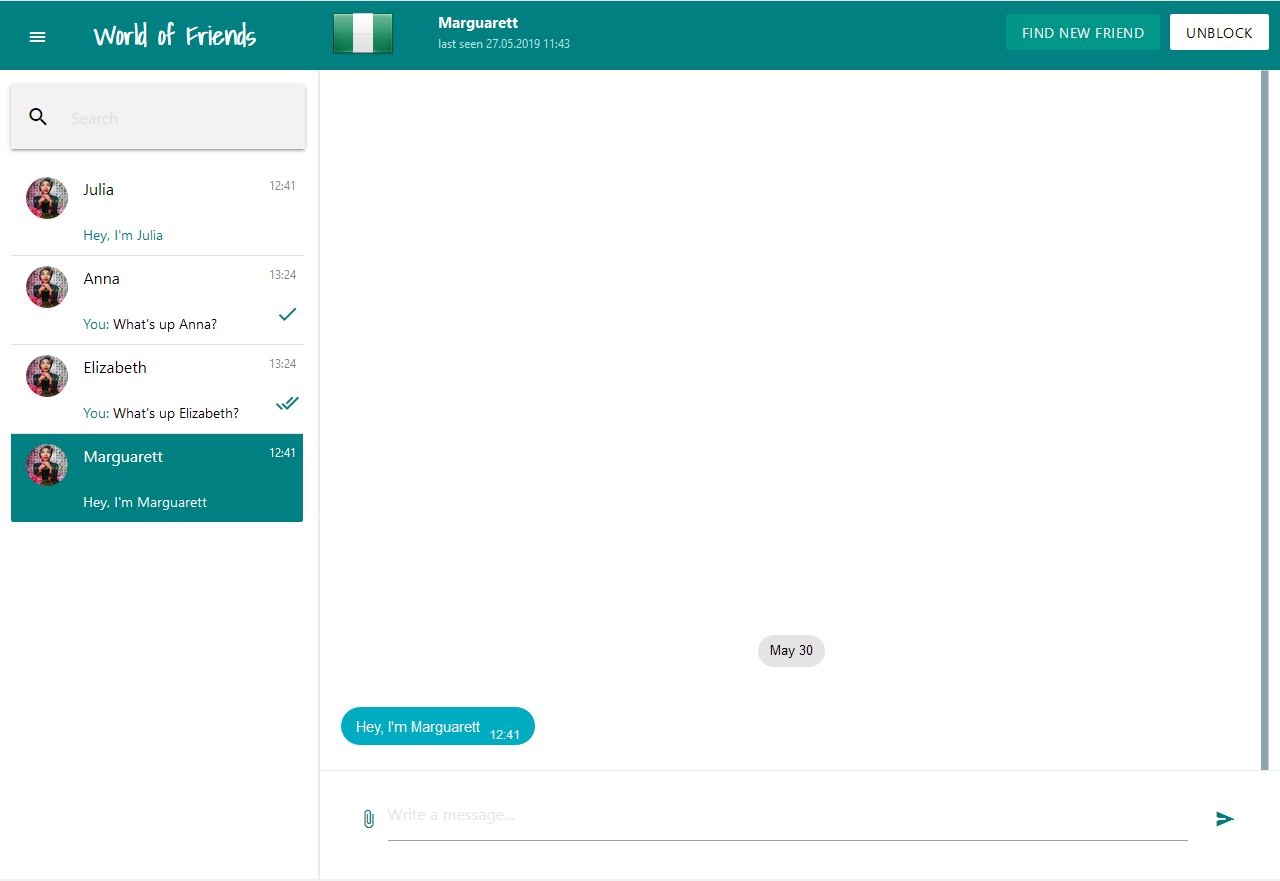 World of Friends
Marguarett
last seen 27.05.2019 11:43
FIND NEW FRIEND
UNBLOCK
Search
Julia
12:41
Hey, I'm Julia
Anna
13:24
You: What's up Anna?
Elizabeth
13:24
You: What's up Elizabeth?
Marguarett
12:41
Hey, I'm Marguarett
May 30
Hey, I'm Marguarett 12:41
Write a message...